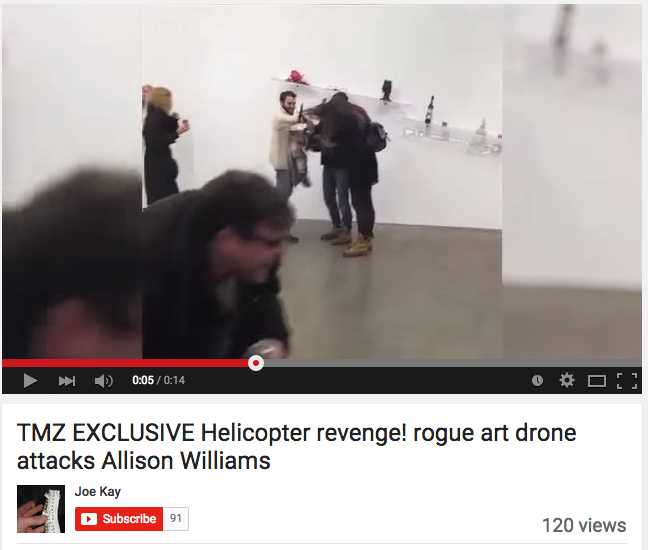 0:05 / 0:14
TMZ EXCLUSIVE Helicopter revenge! rogue art drone
attacks Allison Williams
Joe Kay
Subscribe 91
120 views